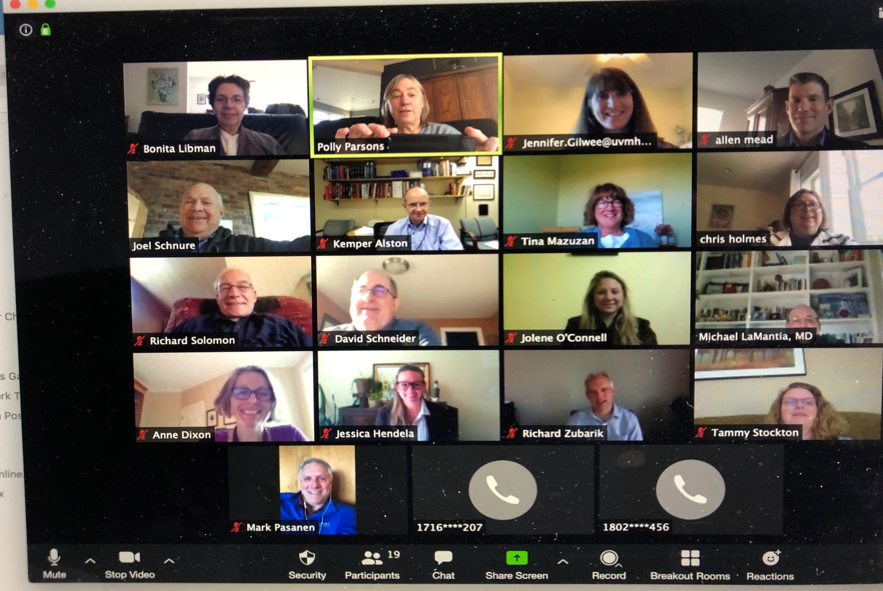 Bonita Libman
Polly Parsons
Jennifer.Gilwee@uvmh...
allen mead
Joel Schnure
Kemper Alston
Tina Mazuzan
chris holmes
Richard Solomon
David Schneider
Jolene O'Connell
Michael LaMantia, MD
Anne Dixon
Jessica Hendela
Richard Zubarik
Tammy Stockton
Mark Pasanen
1716****207
1802****456
19
Mute
Stop Video
Security
Participants
Chat
Share Screen
Record
Breakout Rooms
Reactions